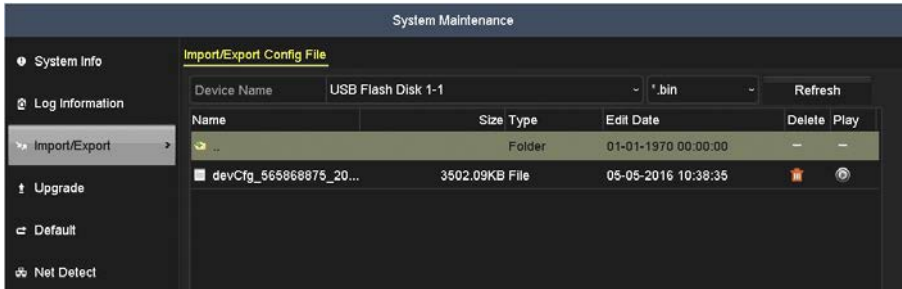 System Maintenance
System Info
Log Information
Import/Export
Upgrade
Default
Net Detect
Import/Export Config File
Device Name USB Flash Disk 1-1 *.bin Refresh
Name Size Type Edit Date Delete Play
.. Folder 01-01-1970 00:00:00 – –
devCfg_565868875_20... 3502.09KB File 05-05-2016 10:38:35